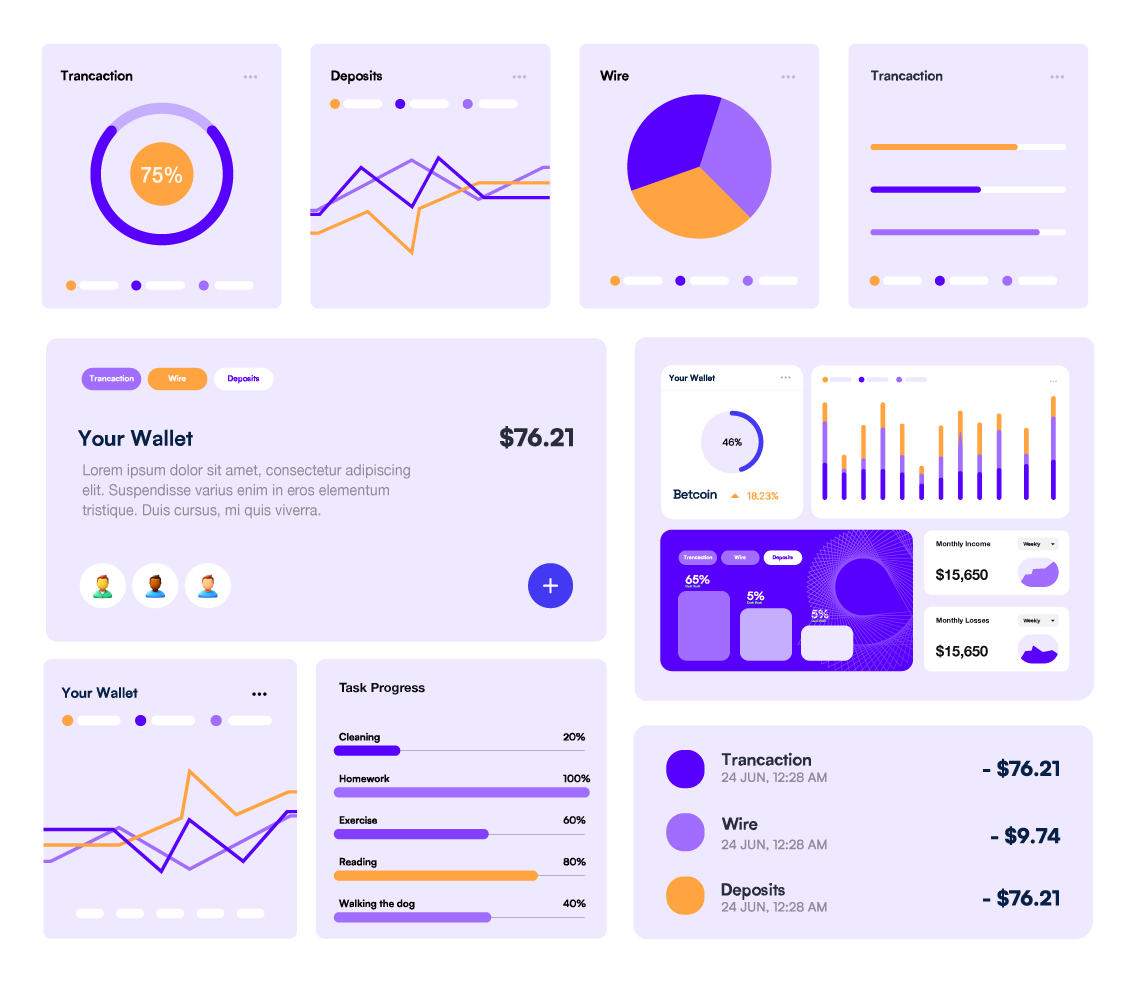 Trancaction
75%
Deposits
Wire
Trancaction
Trancaction
Wire
Deposits
Your Wallet
$76.21
Lorem ipsum dolor sit amet, consectetur adipiscing
elit. Suspendisse varius enim in eros elementum
tristique. Duis cursus, mi quis viverra.
Your Wallet
46%
Betcoin
18.23%
Trancaction
Wire
Deposits
65%
5%
5%
Monthly Income
Weekly
$15,650
Monthly Losses
Weekly
$15,650
Your Wallet
Task Progress
Cleaning 20%
Homework 100%
Exercise 60%
Reading 80%
Walking the dog 40%
Trancaction
24 JUN, 12:28 AM
- $76.21
Wire
24 JUN, 12:28 AM
- $9.74
Deposits
24 JUN, 12:28 AM
- $76.21